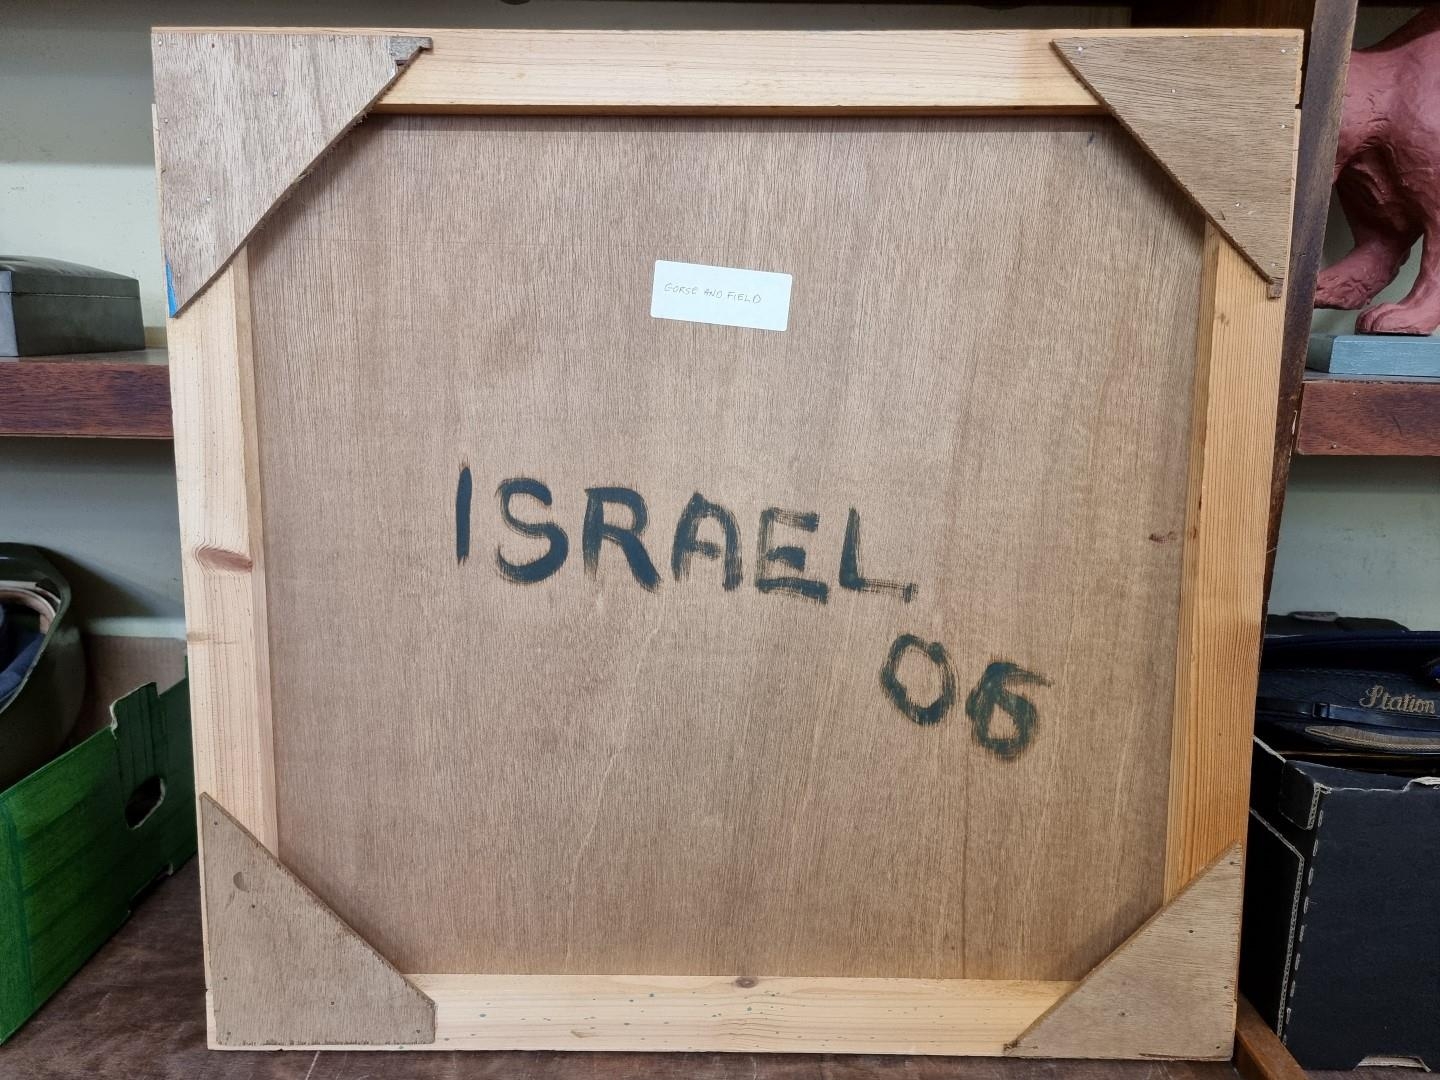 GORSE AND FIELD
ISRAEL
06
Station